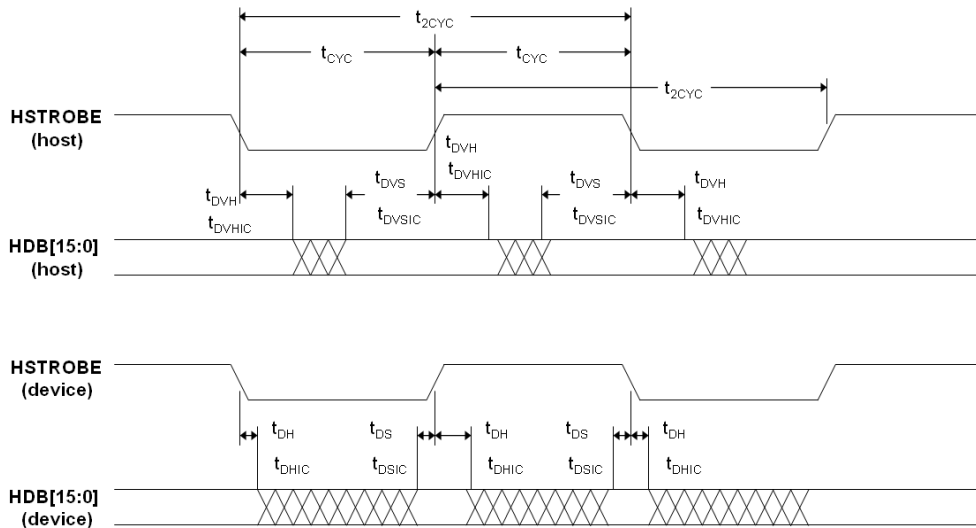 t2CYC
tCYC tCYC
t2CYC
HSTROBE
(host)
tDVH
tDVH tDVS tDVHIC tDVS tDVH
tDVHIC tDVSIC tDVSIC tDVHIC
HDB[15:0]
(host)
HSTROBE
(device)
tDH tDS tDH tDS tDH
tDHIC tDSIC tDHIC tDSIC tDHIC
HDB[15:0]
(device)